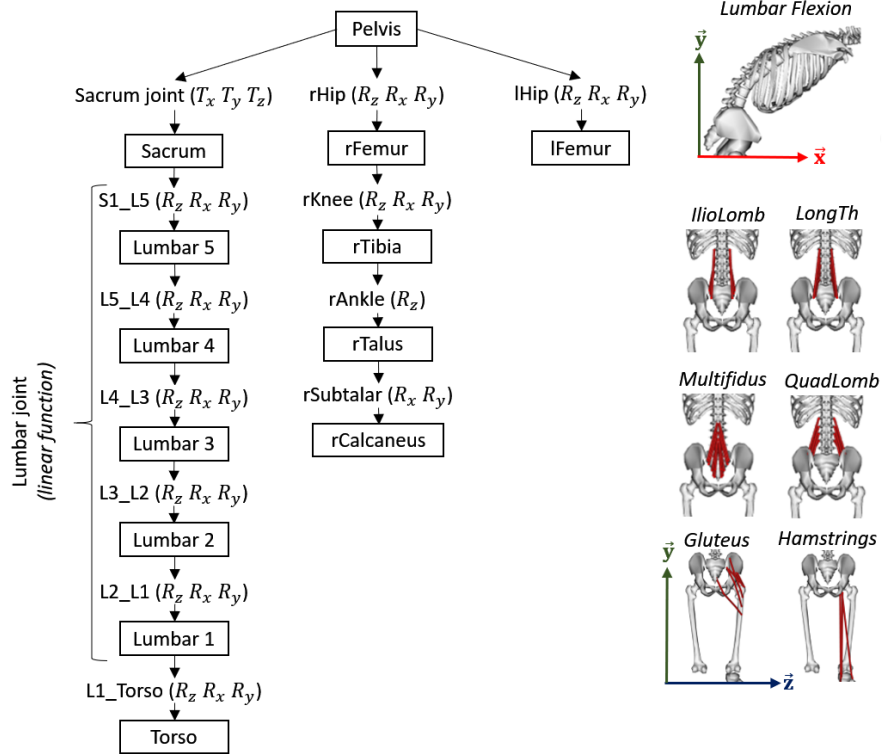 Pelvis
Sacrum joint (Tx Ty Tz)
rHip (Rz Rx Ry)
lHip (Rz Rx Ry)
Sacrum
rFemur
lFemur
S1_L5 (Rz Rx Ry)
rKnee (Rz Rx Ry)
Lumbar 5
rTibia
L5_L4 (Rz Rx Ry)
rAnkle (Rz)
Lumbar 4
rTalus
L4_L3 (Rz Rx Ry)
rSubtalar (Rx Ry)
Lumbar 3
rCalcaneus
L3_L2 (Rz Rx Ry)
Lumbar 2
L2_L1 (Rz Rx Ry)
Lumbar 1
L1_Torso (Rz Rx Ry)
Torso
Lumbar joint
(linear function)
Lumbar Flexion
y⃗
x⃗
IlioLomb
LongTh
Multifidus
QuadLomb
Gluteus
Hamstrings
y⃗
z⃗